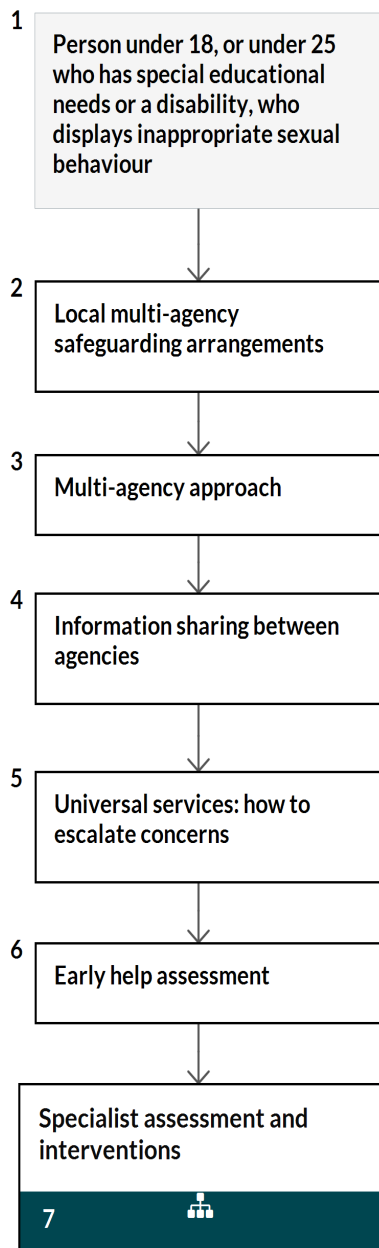 1
Person under 18, or under 25
who has special educational
needs or a disability, who
displays inappropriate sexual
behaviour
2
Local multi-agency
safeguarding arrangements
3
Multi-agency approach
4
Information sharing between
agencies
5
Universal services: how to
escalate concerns
6
Early help assessment
Specialist assessment and
interventions
7